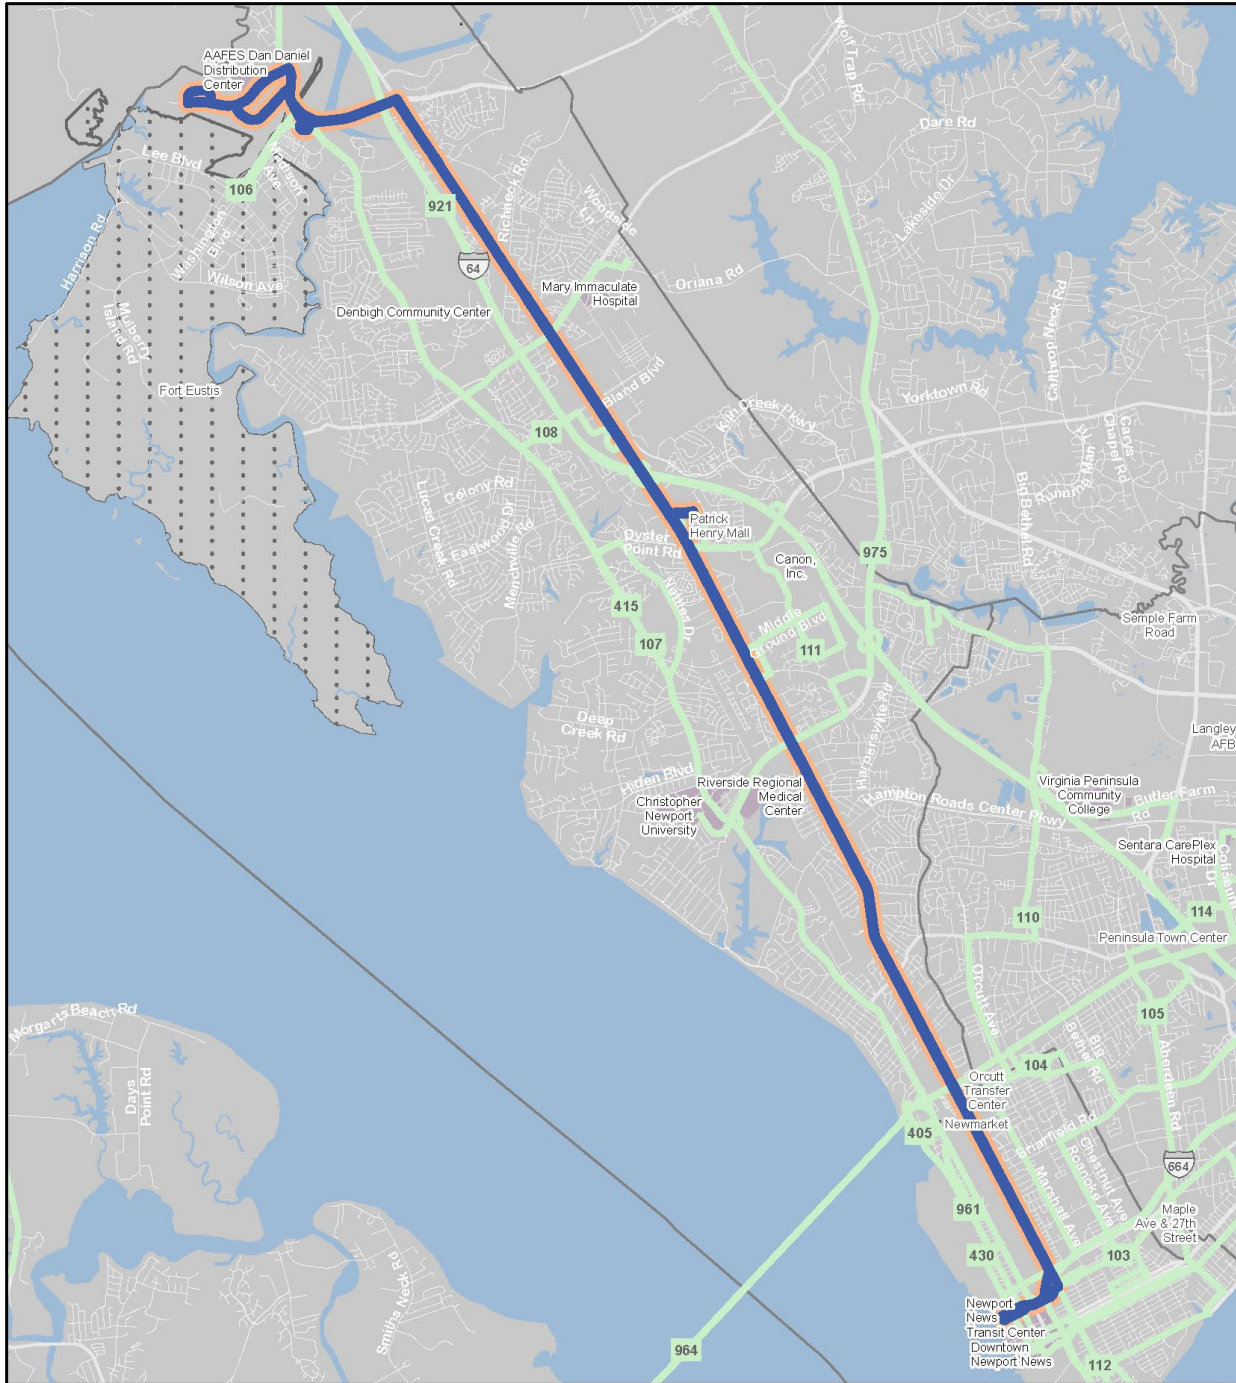 AAFES Dan Daniel
Distribution
Center
Wolf Trap Rd
Dare Rd
Lee Blvd
Madison
Ave
106
Washington
Blvd
Harrison Rd
Wilson Ave
921
Richneck Rd
Woodside
Ln
Lakeside Dr
64
Mary Immaculate
Hospital
Oriana Rd
Denbigh Community Center
Mulberry
Island Rd
Calthrop Neck Rd
Fort Eustis
Bland Blvd
Yorktown Rd
Kiln Creek Pkwy
108
Carys
Chapel Rd
Running Man Trl
Big Bethel Rd
Colony Rd
Lucas
Creek Rd
Eastwood Dr
Menchville Rd
Patrick
Henry Mall
Oyster
Point Rd
Canon,
Inc.
975
415
Nettles Dr
107
Middle
Ground Blvd
111
Semple Farm
Road
Harpersville Rd
Deep
Creek Rd
Langley
AFB
Hiden Blvd
Riverside Regional
Medical
Center
Christopher
Newport
University
Virginia Peninsula
Community
College
Butler Farm
Rd
Hampton Roads Center Pkwy
Sentara CarePlex
Hospital
Coliseum
Dr
110
114
Peninsula Town Center
Orcutt Ave
Morgarts Beach Rd
105
Days
Point Rd
104
Big
Bethel Rd
Aberdeen Rd
Orcutt
Transfer
Center
Newmarket
405
Briarfield Rd
Chestnut Ave
Roanoke Ave
Marshall Ave
664
961
Maple
Ave & 27th
Street
430
103
Smiths Neck Rd
Newport
News
Transit Center
Downtown
Newport News
964
112